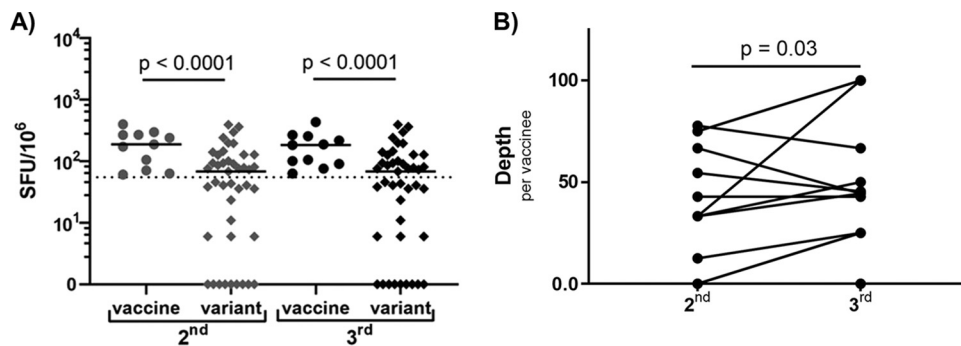 A)
SFU/10⁶
10⁴
10³
10²
10¹
0
p < 0.0001
p < 0.0001
vaccine variant vaccine variant
2ⁿᵈ 3ʳᵈ
B)
Depth
per vaccinee
100
50
0.0
p = 0.03
2ⁿᵈ 3ʳᵈ